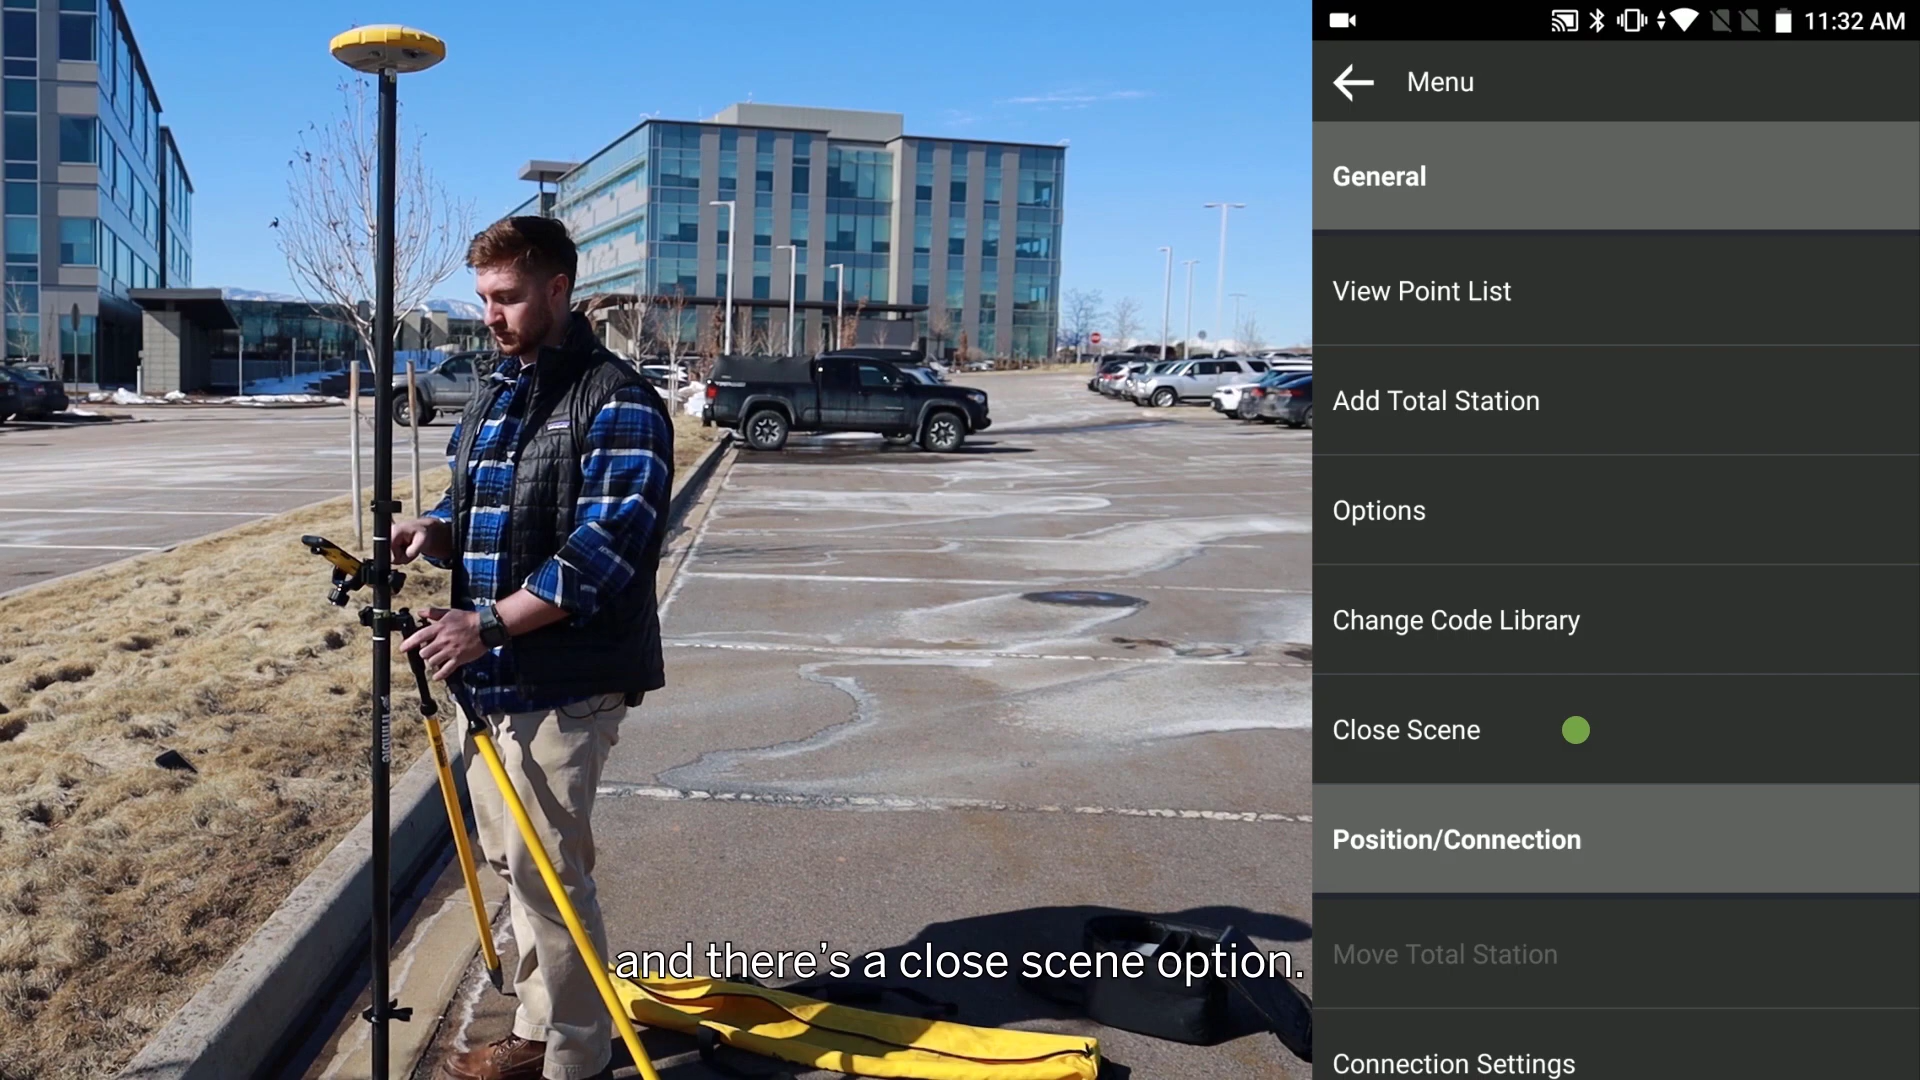 11:32 AM
Menu
General
View Point List
Add Total Station
Options
Change Code Library
Close Scene
Position/Connection
Move Total Station
Connection Settings
Trimble
and there's a close scene option.